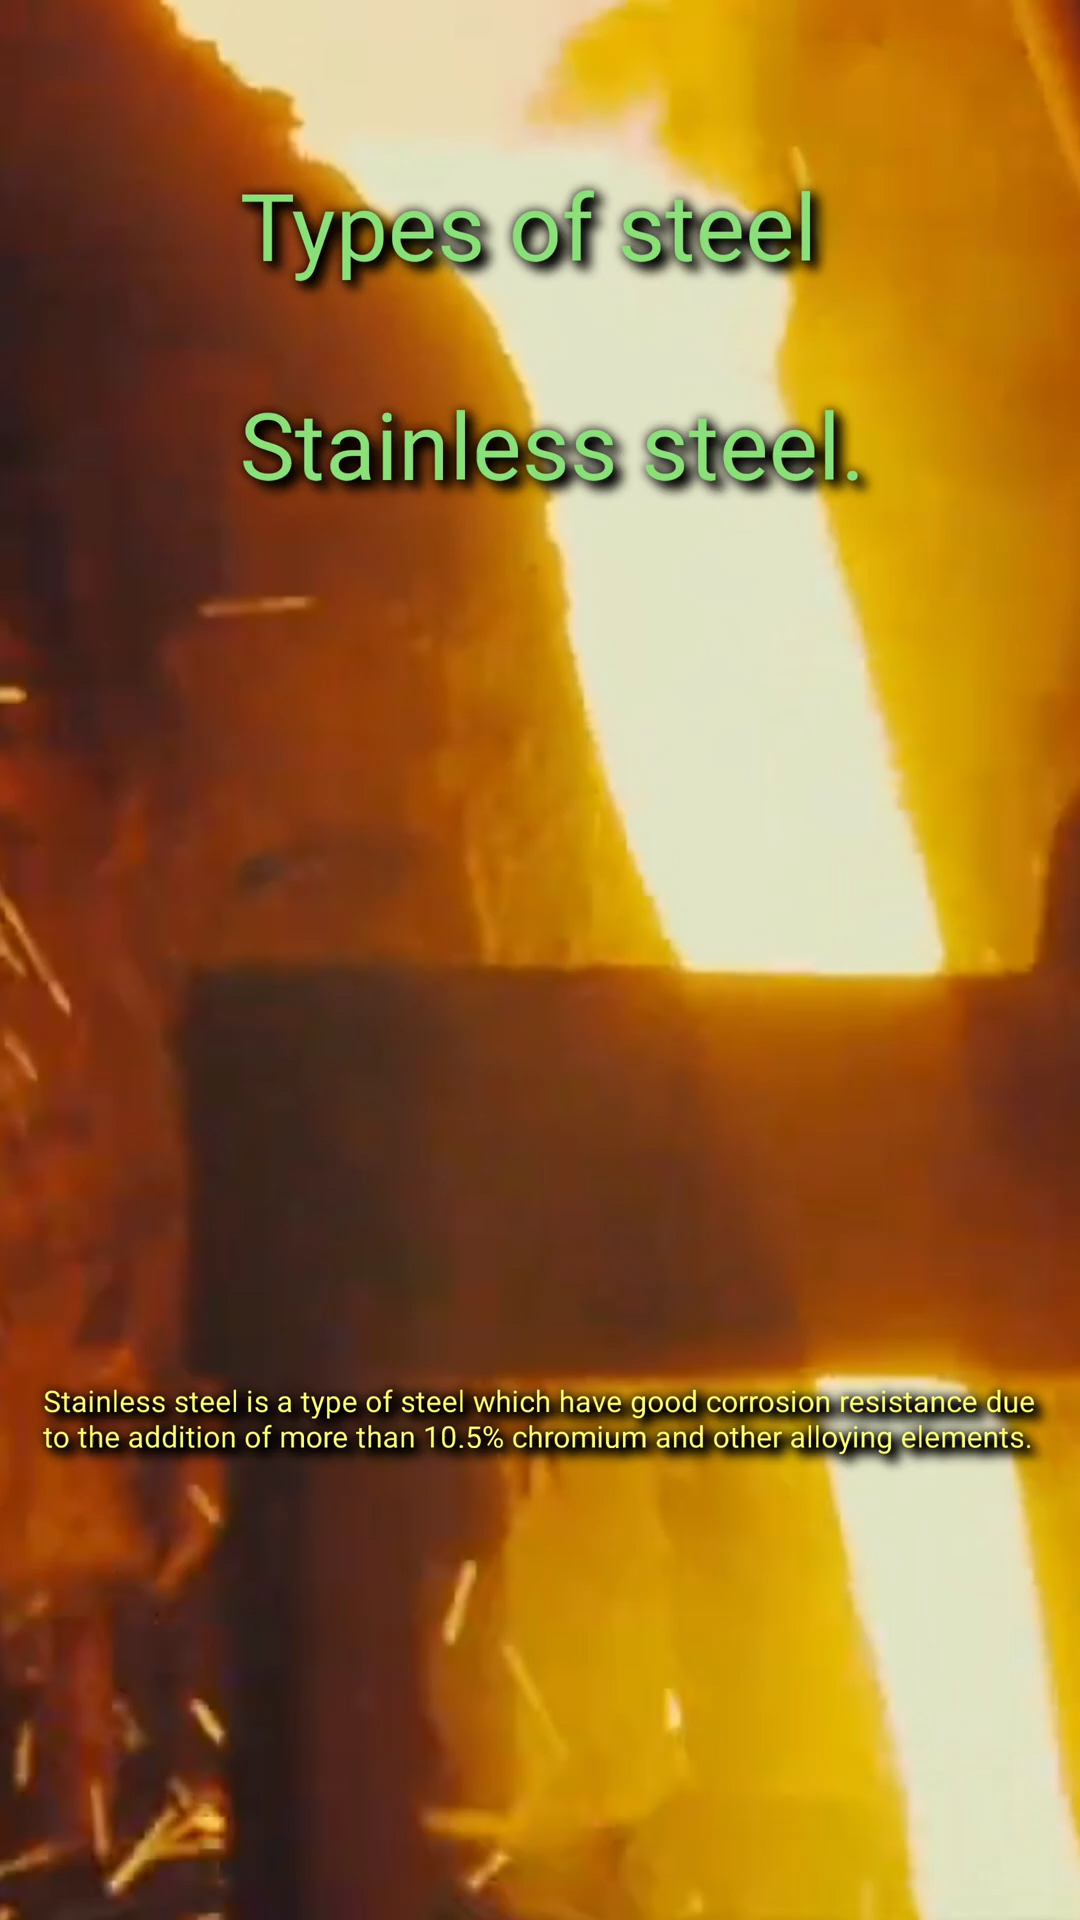 Types of steel
Stainless steel.
Stainless steel is a type of steel which have good corrosion resistance due
to the addition of more than 10.5% chromium and other alloying elements.